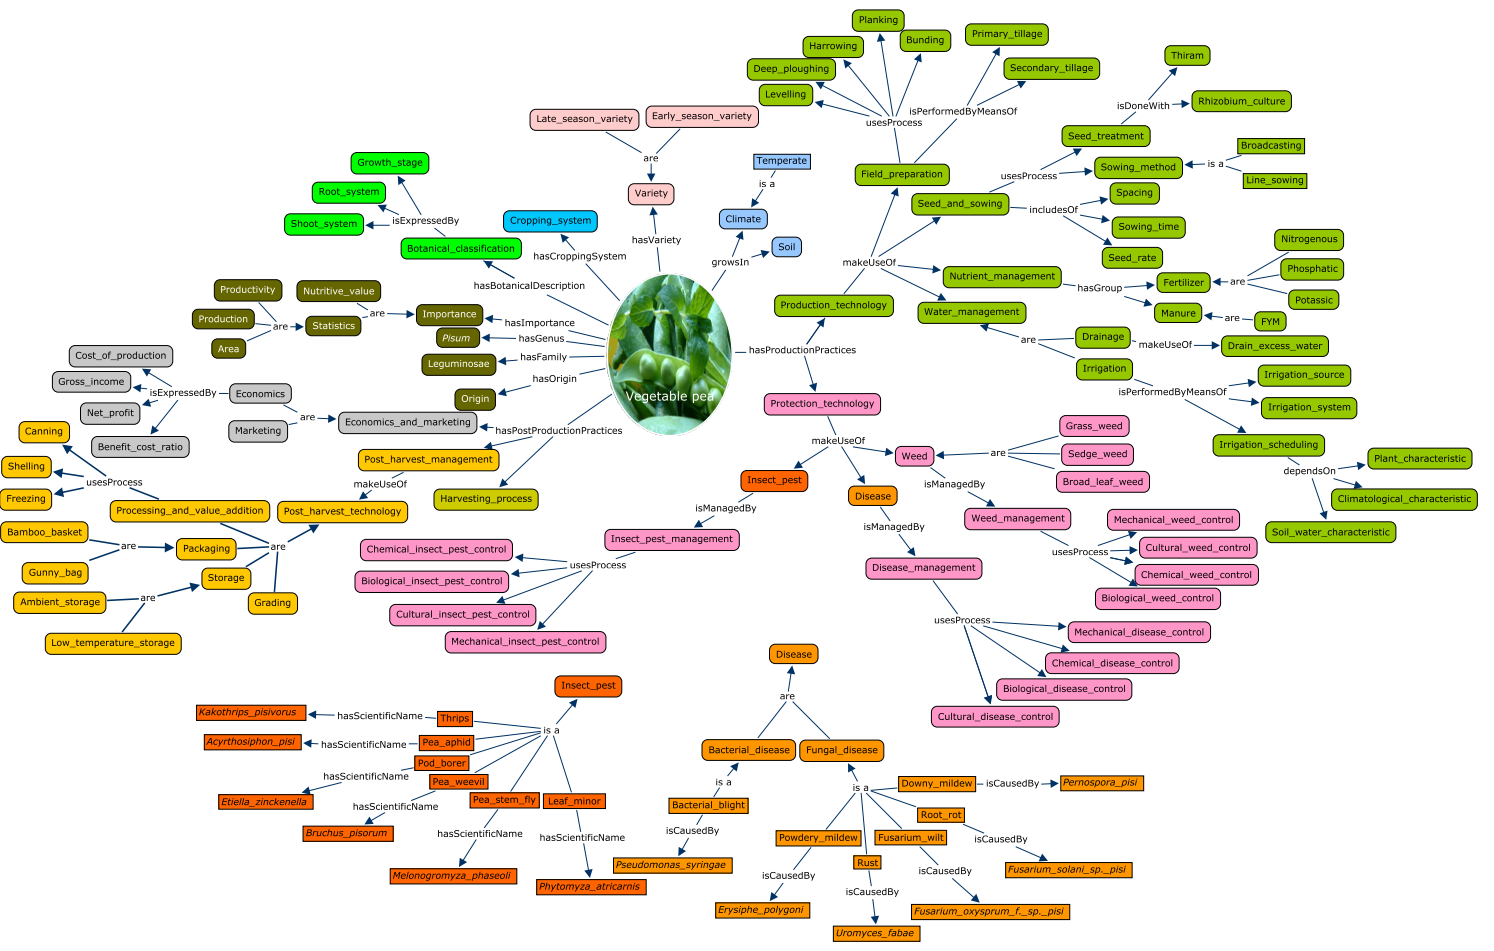 Planking
Bunding
Primary_tillage
Harrowing
Thiram
Deep_ploughing
Secondary_tillage
Levelling
Rhizobium_culture
isDoneWith
isPerformedByMeansOf
usesProcess
Late_season_variety
Early_season_variety
Seed_treatment
Broadcasting
are
Growth_stage
Temperate
Sowing_method
is a
Line_sowing
Field_preparation
usesProcess
is a
Root_system
Variety
Spacing
Seed_and_sowing
includesOf
Shoot_system
isExpressedBy
Cropping_system
Climate
Sowing_time
hasVariety
Botanical_classification
Soil
Nitrogenous
hasCroppingSystem
growsIn
makeUseOf
Seed_rate
Phosphatic
Nutrient_management
hasGroup
Fertilizer
are
hasBotanicalDescription
Productivity
Nutritive_value
Potassic
Production_technology
Water_management
Manure
are
FYM
Production
are
Statistics
are
Importance
hasImportance
Pisum
hasGenus
Drainage
makeUseOf
Drain_excess_water
are
Area
Cost_of_production
hasFamily
hasProductionPractices
Leguminosae
Irrigation
Irrigation_source
Gross_income
hasOrigin
isExpressedBy
Economics
Vegetable pea
isPerformedByMeansOf
Origin
Protection_technology
Irrigation_system
Net_profit
are
Economics_and_marketing
Marketing
hasPostProductionPractices
Grass_weed
Canning
Benefit_cost_ratio
makeUseOf
Irrigation_scheduling
Weed
are
Sedge_weed
Shelling
Post_harvest_management
Plant_characteristic
dependsOn
usesProcess
makeUseOf
Insect_pest
isManagedBy
Broad_leaf_weed
Freezing
Harvesting_process
Disease
Climatological_characteristic
Processing_and_value_addition
Post_harvest_technology
isManagedBy
Weed_management
Mechanical_weed_control
Bamboo_basket
isManagedBy
Soil_water_characteristic
are
Packaging
are
Insect_pest_management
Chemical_insect_pest_control
usesProcess
Cultural_weed_control
Gunny_bag
Storage
usesProcess
Disease_management
Chemical_weed_control
Biological_insect_pest_control
Ambient_storage
are
Grading
Biological_weed_control
Cultural_insect_pest_control
usesProcess
Mechanical_disease_control
Low_temperature_storage
Mechanical_insect_pest_control
Disease
Chemical_disease_control
Insect_pest
are
Biological_disease_control
Kakothrips_pisivorus
hasScientificName
Thrips
Cultural_disease_control
is a
Acyrthosiphon_pisi
hasScientificName
Pea_aphid
Bacterial_disease
Fungal_disease
Pod_borer
hasScientificName
Pea_weevil
is a
is a
Downy_mildew
isCausedBy
Pernospora_pisi
Etiella_zinckenella
hasScientificName
Pea_stem_fly
Leaf_minor
Bacterial_blight
Root_rot
Bruchus_pisorum
hasScientificName
hasScientificName
isCausedBy
Powdery_mildew
Fusarium_wilt
isCausedBy
Pseudomonas_syringae
Rust
isCausedBy
Fusarium_solani_sp._pisi
Melonogromyza_phaseoli
isCausedBy
Phytomyza_atricarnis
isCausedBy
Erysiphe_polygoni
Fusarium_oxysprum_f._sp._pisi
Uromyces_fabae